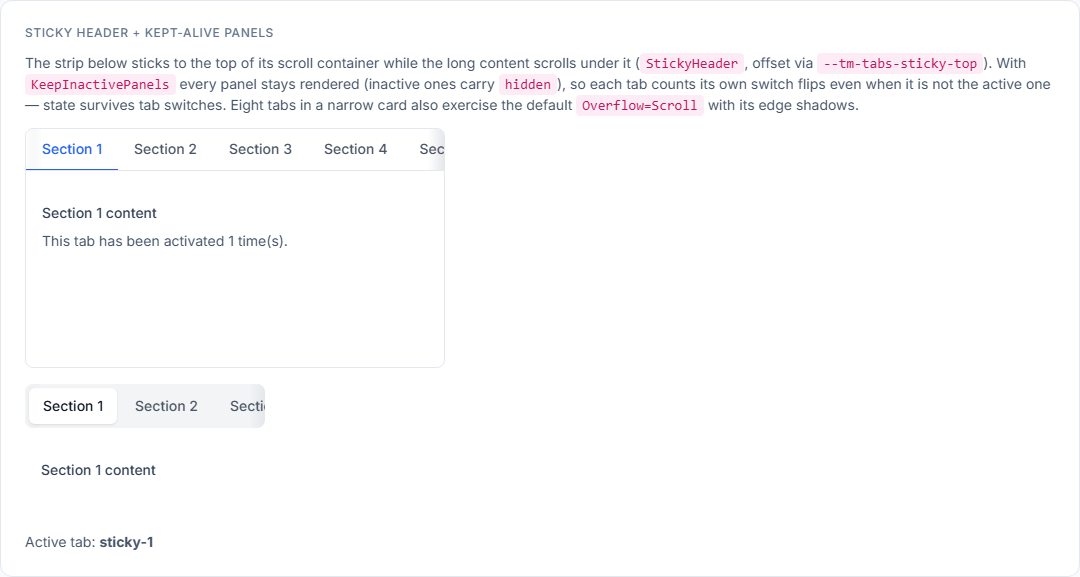 STICKY HEADER + KEPT-ALIVE PANELS
The strip below sticks to the top of its scroll container while the long content scrolls under it ( StickyHeader , offset via --tm-tabs-sticky-top ). With
KeepInactivePanels every panel stays rendered (inactive ones carry hidden ), so each tab counts its own switch flips even when it is not the active one
— state survives tab switches. Eight tabs in a narrow card also exercise the default Overflow=Scroll with its edge shadows.
Section 1 Section 2 Section 3 Section 4 Sec
Section 1 content
This tab has been activated 1 time(s).
Section 1 Section 2 Secti
Section 1 content
Active tab: sticky-1